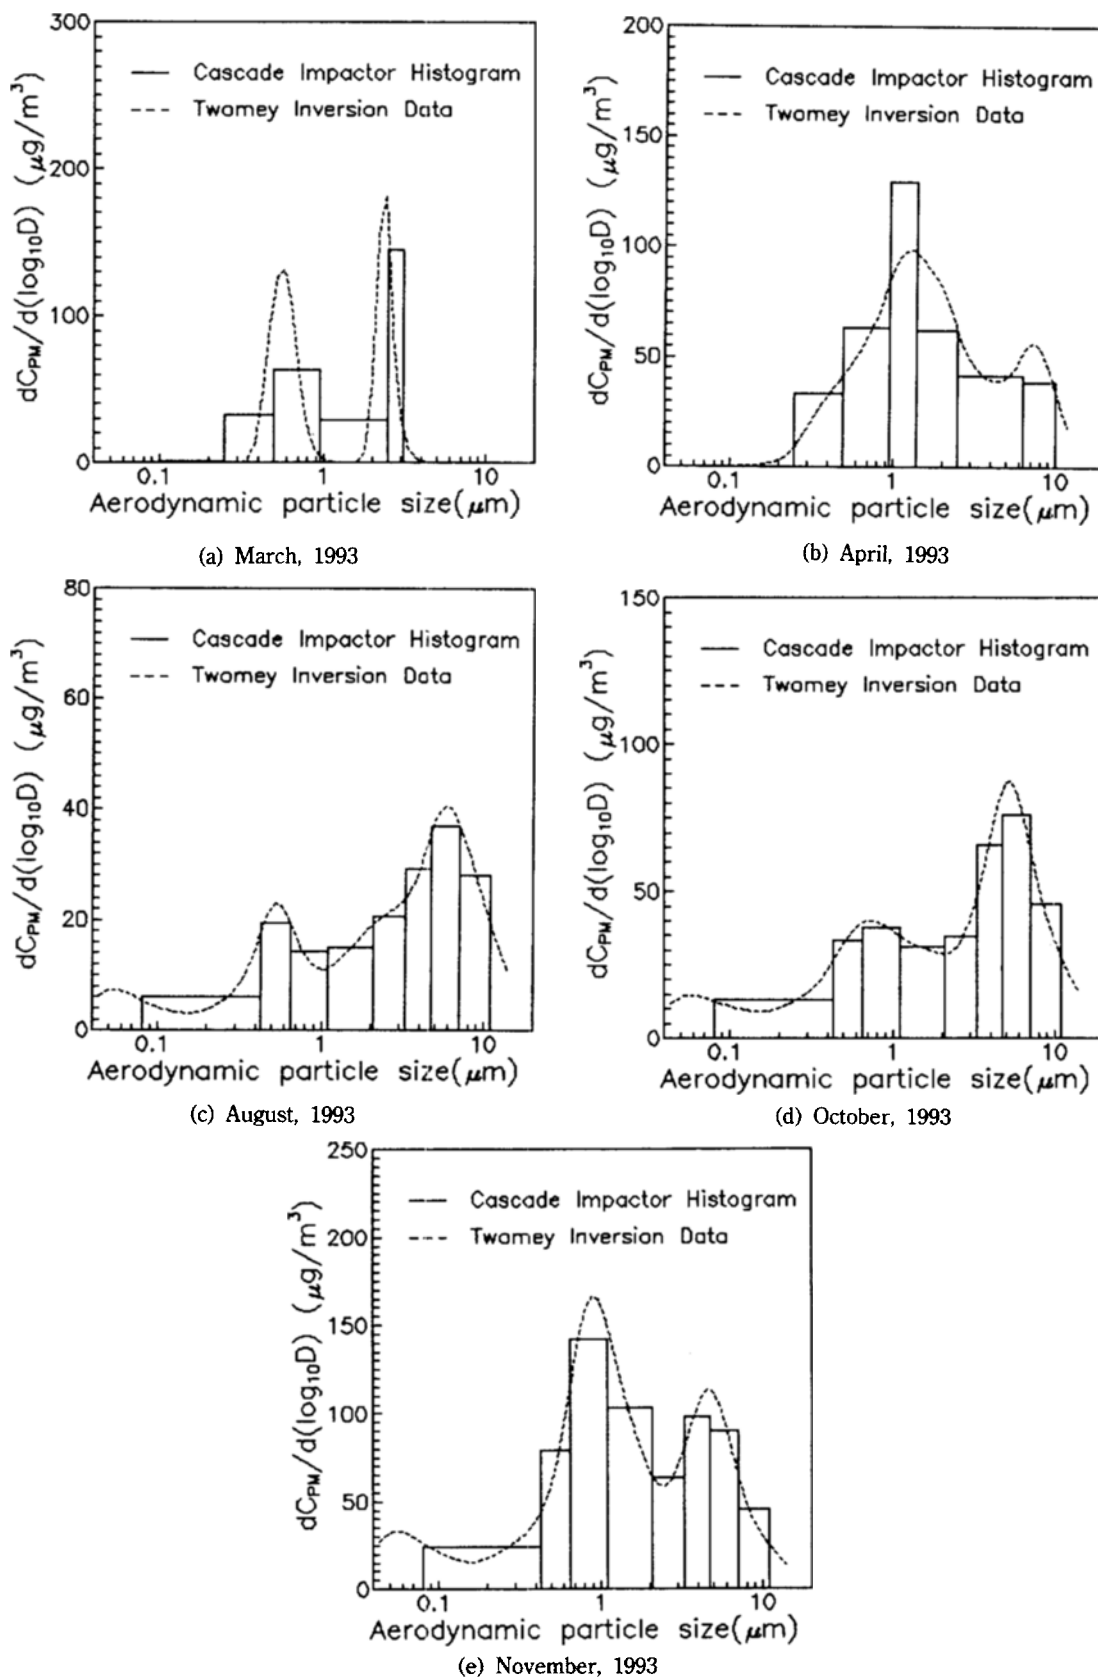 300
200
100
0
dC_PM/d(log₁₀D) (μg/m³)
Cascade Impactor Histogram
Twomey Inversion Data
0.1 1 10
Aerodynamic particle size(μm)
(a) March, 1993
200
150
100
50
0
dC_PM/d(log₁₀D) (μg/m³)
Cascade Impactor Histogram
Twomey Inversion Data
0.1 1 10
Aerodynamic particle size(μm)
(b) April, 1993
80
60
40
20
0
dC_PM/d(log₁₀D) (μg/m³)
Cascade Impactor Histogram
Twomey Inversion Data
0.1 1 10
Aerodynamic particle size(μm)
(c) August, 1993
150
100
50
0
dC_PM/d(log₁₀D) (μg/m³)
Cascade Impactor Histogram
Twomey Inversion Data
0.1 1 10
Aerodynamic particle size(μm)
(d) October, 1993
250
200
150
100
50
0
dC_PM/d(log₁₀D) (μg/m³)
Cascade Impactor Histogram
Twomey Inversion Data
0.1 1 10
Aerodynamic particle size(μm)
(e) November, 1993